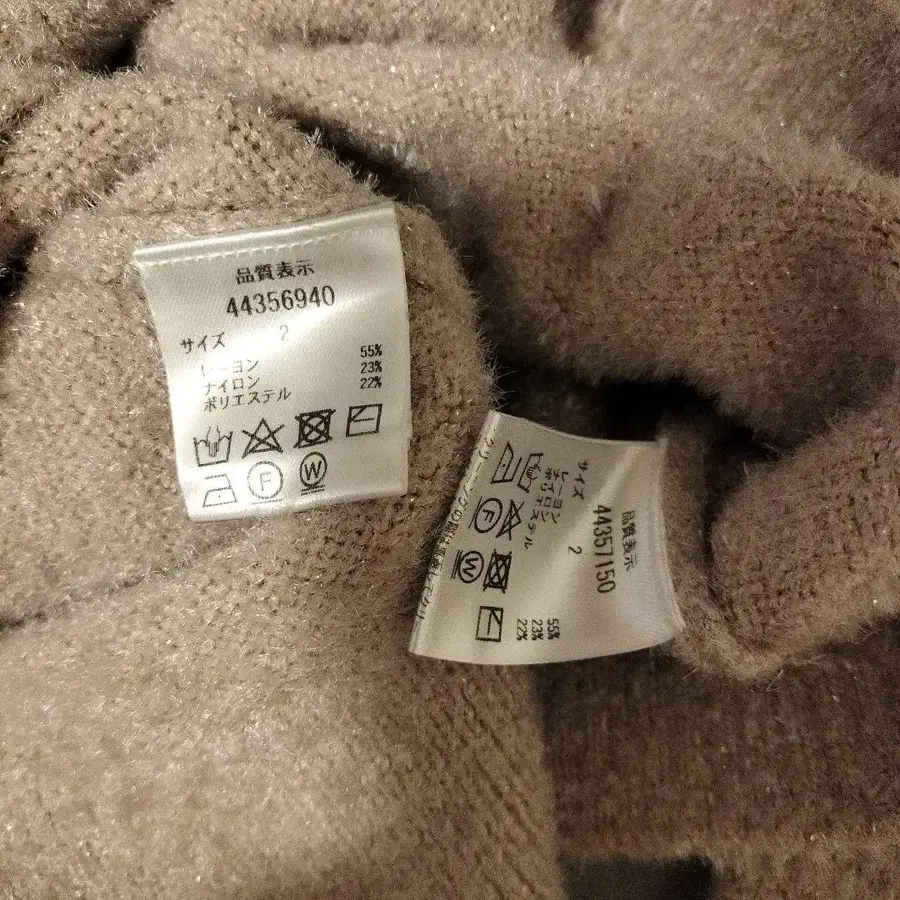 品質表示
44356940
サイズ 2
レーヨン 55%
ナイロン 23%
ポリエステル 22%
F
W
品質表示
44357150
サイズ 2
レーヨン 55%
ナイロン 23%
ポリエステル 22%
F
W